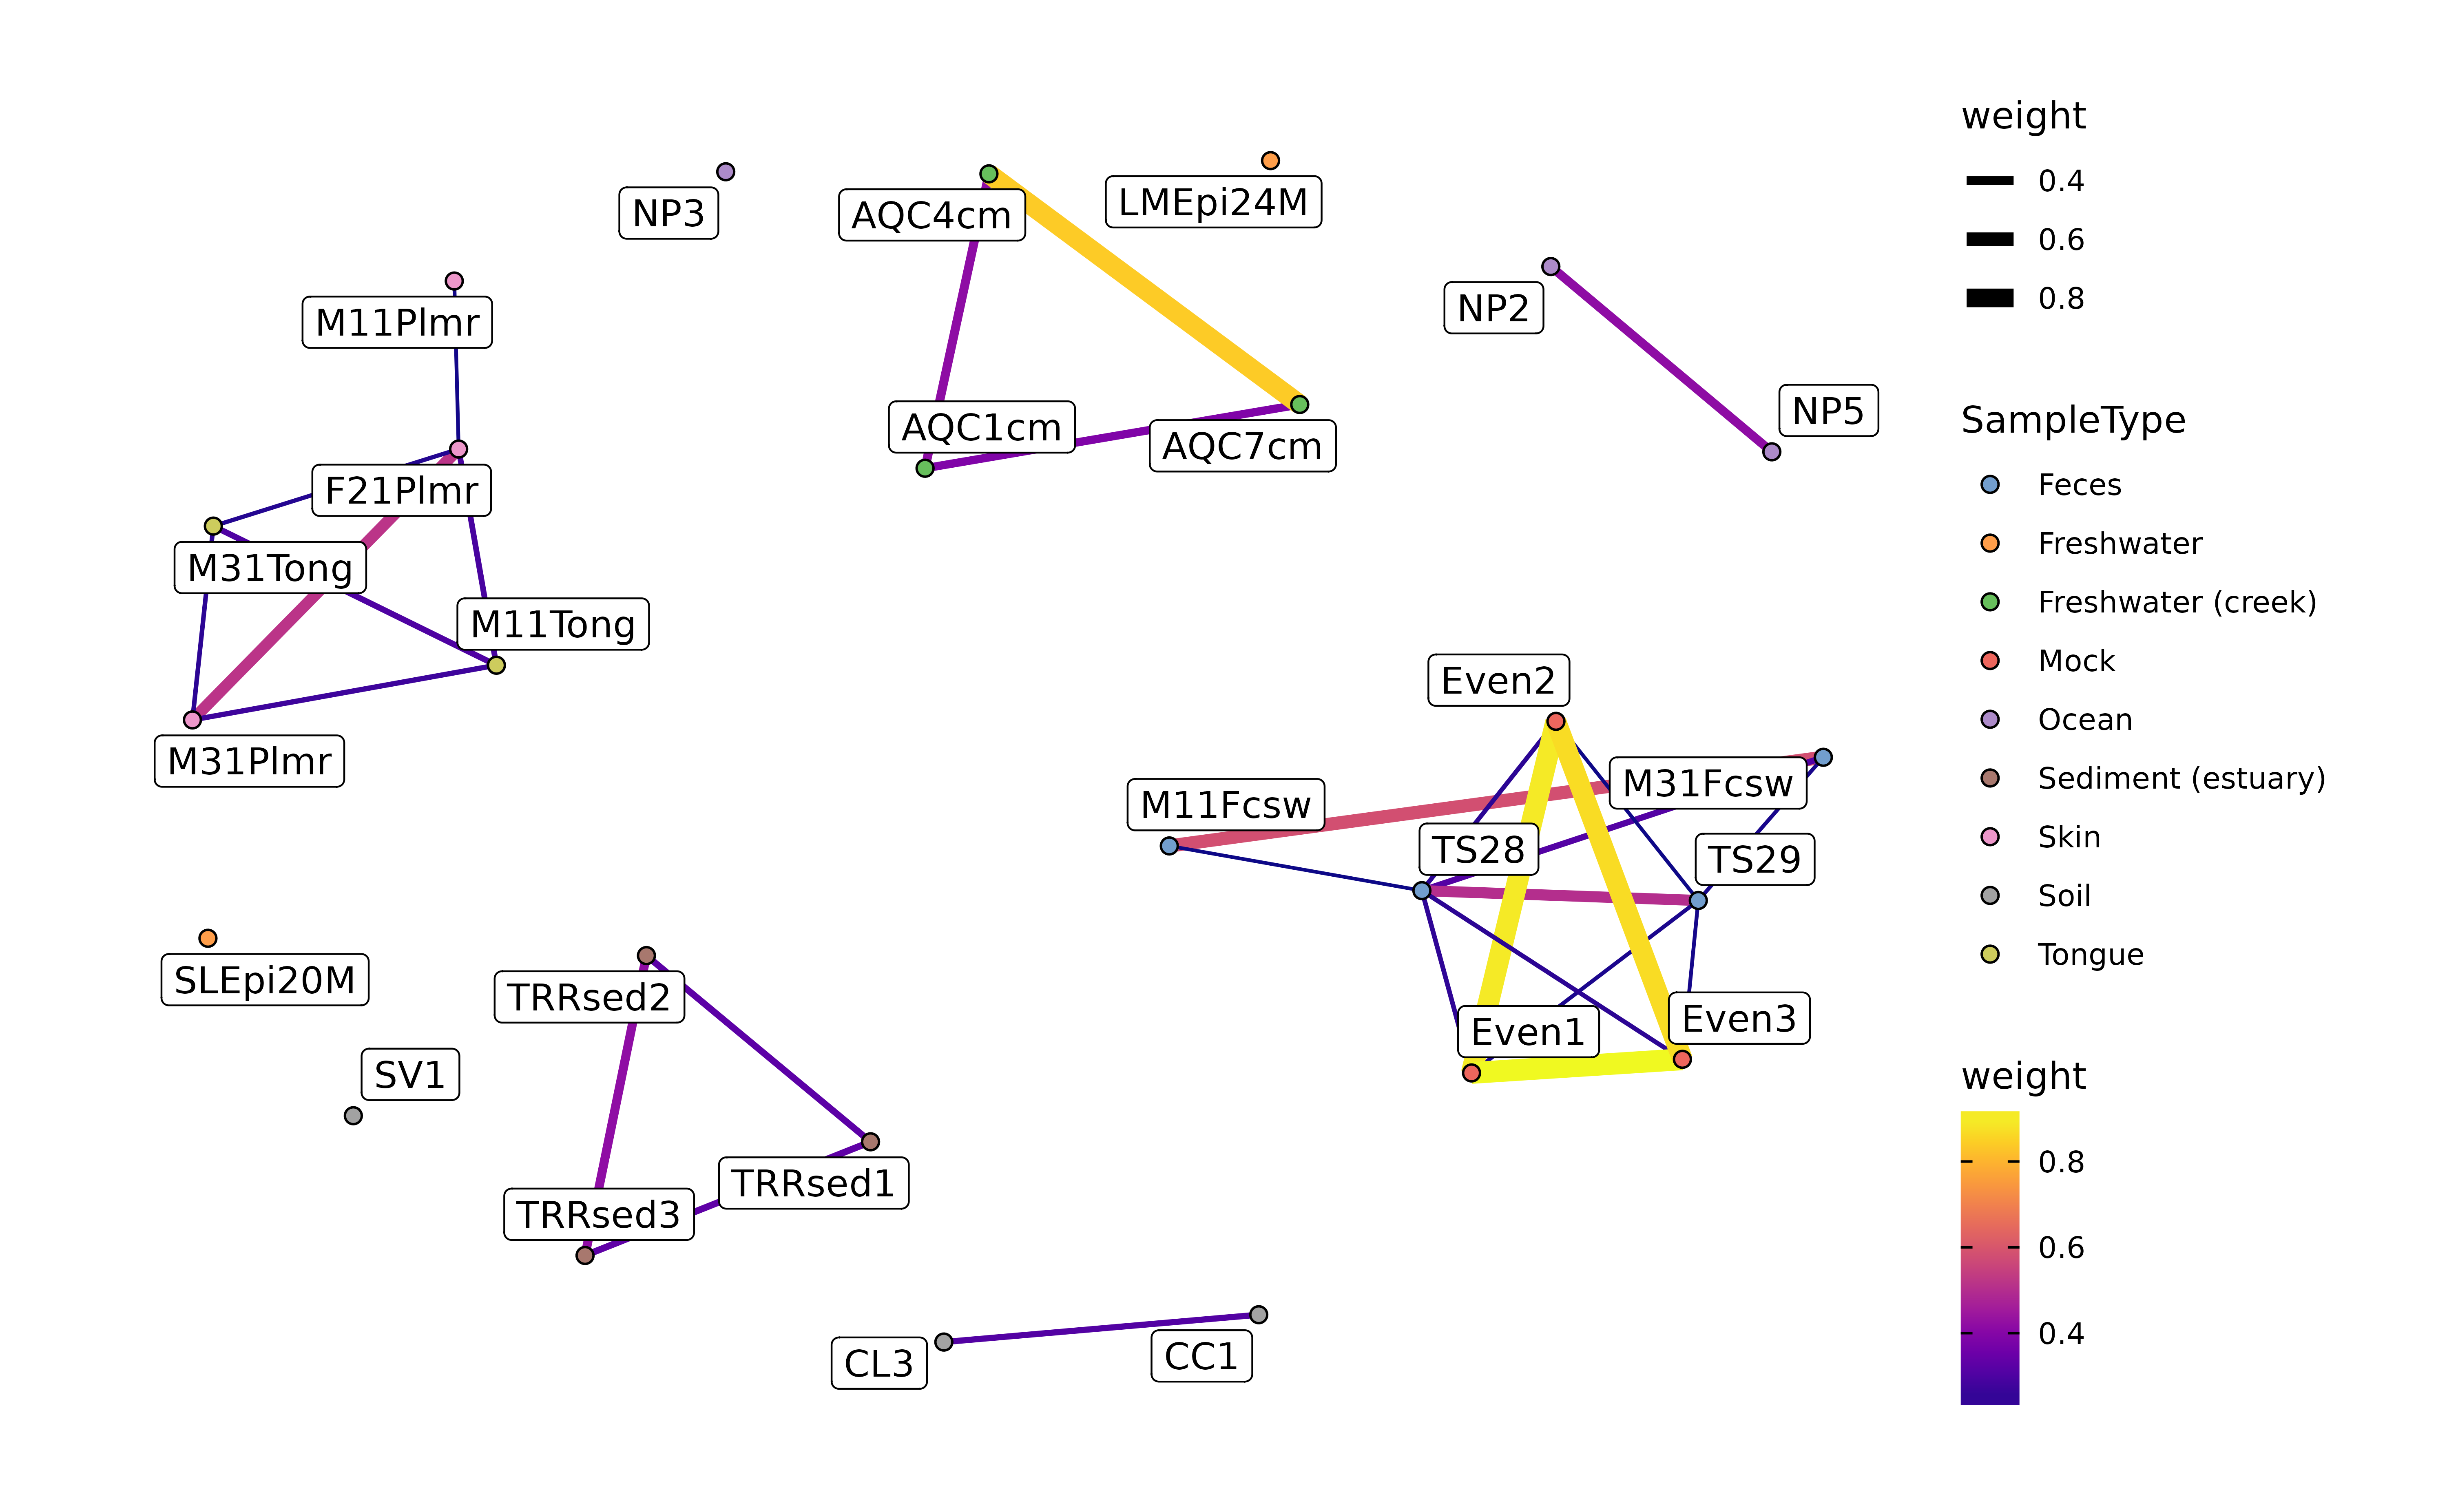 NP3
AQC4cm
LMEpi24M
M11Plmr
NP2
NP5
AQC1cm
AQC7cm
F21Plmr
M31Tong
M11Tong
M31Plmr
Even2
M11Fcsw
M31Fcsw
TS28
TS29
SLEpi20M
TRRsed2
Even1
Even3
SV1
TRRsed1
TRRsed3
CL3
CC1
weight
0.4
0.6
0.8
SampleType
Feces
Freshwater
Freshwater (creek)
Mock
Ocean
Sediment (estuary)
Skin
Soil
Tongue
weight
0.8
0.6
0.4